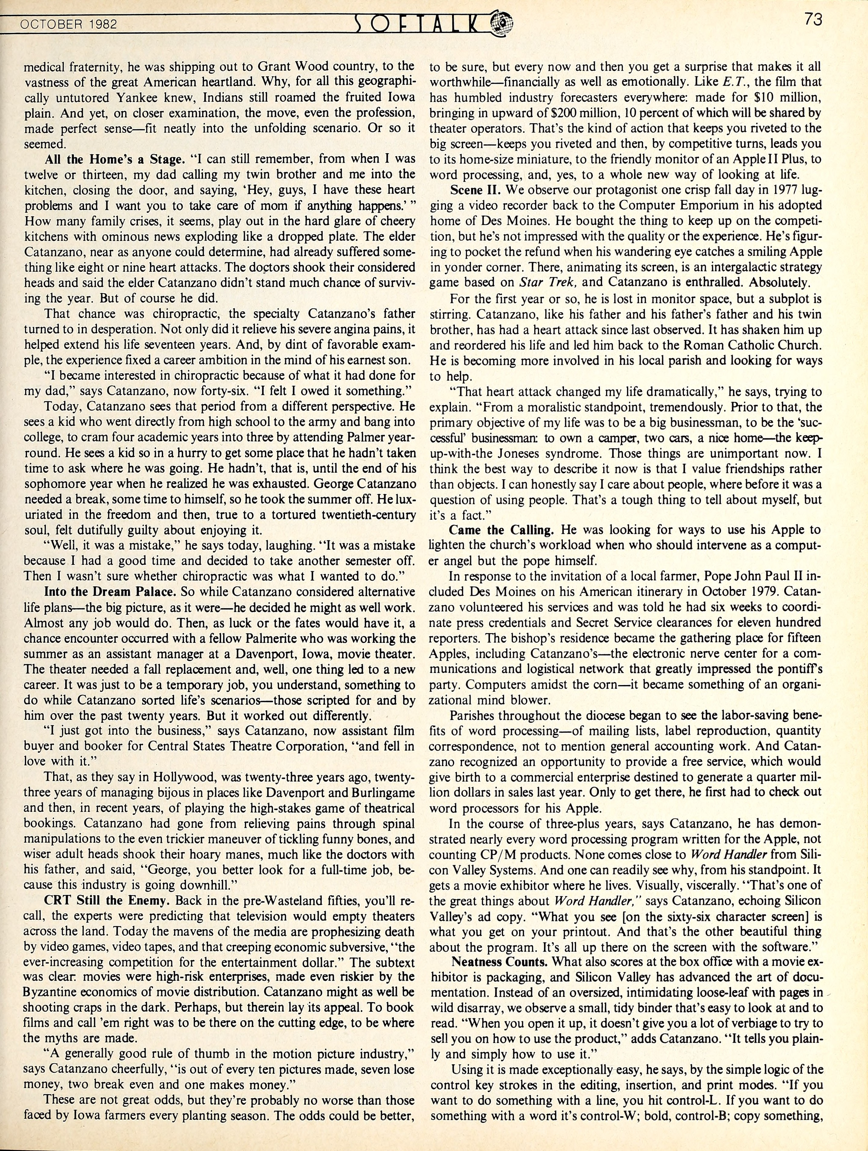 OCTOBER 1982
SOFTALK
73
medical fraternity, he was shipping out to Grant Wood country, to the
vastness of the great American heartland. Why, for all this geographi-
cally untutored Yankee knew, Indians still roamed the fruited Iowa
plain. And yet, on closer examination, the move, even the profession,
made perfect sense—fit neatly into the unfolding scenario. Or so it
seemed.
All the Home's a Stage. "I can still remember, from when I was
twelve or thirteen, my dad calling my twin brother and me into the
kitchen, closing the door, and saying, 'Hey, guys, I have these heart
problems and I want you to take care of mom if anything happens.' "
How many family crises, it seems, play out in the hard glare of cheery
kitchens with ominous news exploding like a dropped plate. The elder
Catanzano, near as anyone could determine, had already suffered some-
thing like eight or nine heart attacks. The doctors shook their considered
heads and said the elder Catanzano didn't stand much chance of surviv-
ing the year. But of course he did.
That chance was chiropractic, the specialty Catanzano's father
turned to in desperation. Not only did it relieve his severe angina pains, it
helped extend his life seventeen years. And, by dint of favorable exam-
ple, the experience fixed a career ambition in the mind of his earnest son.
"I became interested in chiropractic because of what it had done for
my dad," says Catanzano, now forty-six. "I felt I owed it something."
Today, Catanzano sees that period from a different perspective. He
sees a kid who went directly from high school to the army and bang into
college, to cram four academic years into three by attending Palmer year-
round. He sees a kid so in a hurry to get some place that he hadn't taken
time to ask where he was going. He hadn't, that is, until the end of his
sophomore year when he realized he was exhausted. George Catanzano
needed a break, some time to himself, so he took the summer off. He lux-
uriated in the freedom and then, true to a tortured twentieth-century
soul, felt dutifully guilty about enjoying it.
"Well, it was a mistake," he says today, laughing. "It was a mistake
because I had a good time and decided to take another semester off.
Then I wasn't sure whether chiropractic was what I wanted to do."
Into the Dream Palace. So while Catanzano considered alternative
life plans—the big picture, as it were—he decided he might as well work.
Almost any job would do. Then, as luck or the fates would have it, a
chance encounter occurred with a fellow Palmerite who was working the
summer as an assistant manager at a Davenport, Iowa, movie theater.
The theater needed a fall replacement and, well, one thing led to a new
career. It was just to be a temporary job, you understand, something to
do while Catanzano sorted life's scenarios—those scripted for and by
him over the past twenty years. But it worked out differently.
"I just got into the business," says Catanzano, now assistant film
buyer and booker for Central States Theatre Corporation, "and fell in
love with it."
That, as they say in Hollywood, was twenty-three years ago, twenty-
three years of managing bijous in places like Davenport and Burlingame
and then, in recent years, of playing the high-stakes game of theatrical
bookings. Catanzano had gone from relieving pains through spinal
manipulations to the even trickier maneuver of tickling funny bones, and
wiser adult heads shook their hoary manes, much like the doctors with
his father, and said, "George, you better look for a full-time job, be-
cause this industry is going downhill."
CRT Still the Enemy. Back in the pre-Wasteland fifties, you'll re-
call, the experts were predicting that television would empty theaters
across the land. Today the mavens of the media are prophesizing death
by video games, video tapes, and that creeping economic subversive, "the
ever-increasing competition for the entertainment dollar." The subtext
was clear: movies were high-risk enterprises, made even riskier by the
Byzantine economics of movie distribution. Catanzano might as well be
shooting craps in the dark. Perhaps, but therein lay its appeal. To book
films and call 'em right was to be there on the cutting edge, to be where
the myths are made.
"A generally good rule of thumb in the motion picture industry,"
says Catanzano cheerfully, "is out of every ten pictures made, seven lose
money, two break even and one makes money."
These are not great odds, but they're probably no worse than those
faced by Iowa farmers every planting season. The odds could be better,
to be sure, but every now and then you get a surprise that makes it all
worthwhile—financially as well as emotionally. Like E.T., the film that
has humbled industry forecasters everywhere: made for $10 million,
bringing in upward of $200 million, 10 percent of which will be shared by
theater operators. That's the kind of action that keeps you riveted to the
big screen—keeps you riveted and then, by competitive turns, leads you
to its home-size miniature, to the friendly monitor of an Apple II Plus, to
word processing, and, yes, to a whole new way of looking at life.
Scene II. We observe our protagonist one crisp fall day in 1977 lug-
ging a video recorder back to the Computer Emporium in his adopted
home of Des Moines. He bought the thing to keep up on the competi-
tion, but he's not impressed with the quality or the experience. He's figur-
ing to pocket the refund when his wandering eye catches a smiling Apple
in yonder corner. There, animating its screen, is an intergalactic strategy
game based on Star Trek, and Catanzano is enthralled. Absolutely.
For the first year or so, he is lost in monitor space, but a subplot is
stirring. Catanzano, like his father and his father's father and his twin
brother, has had a heart attack since last observed. It has shaken him up
and reordered his life and led him back to the Roman Catholic Church.
He is becoming more involved in his local parish and looking for ways
to help.
"That heart attack changed my life dramatically," he says, trying to
explain. "From a moralistic standpoint, tremendously. Prior to that, the
primary objective of my life was to be a big businessman, to be the 'suc-
cessful' businessman: to own a camper, two cars, a nice home—the keep-
up-with-the Joneses syndrome. Those things are unimportant now. I
think the best way to describe it now is that I value friendships rather
than objects. I can honestly say I care about people, where before it was a
question of using people. That's a tough thing to tell about myself, but
it's a fact."
Came the Calling. He was looking for ways to use his Apple to
lighten the church's workload when who should intervene as a comput-
er angel but the pope himself.
In response to the invitation of a local farmer, Pope John Paul II in-
cluded Des Moines on his American itinerary in October 1979. Catan-
zano volunteered his services and was told he had six weeks to coordi-
nate press credentials and Secret Service clearances for eleven hundred
reporters. The bishop's residence became the gathering place for fifteen
Apples, including Catanzano's—the electronic nerve center for a com-
munications and logistical network that greatly impressed the pontiff's
party. Computers amidst the corn—it became something of an organi-
zational mind blower.
Parishes throughout the diocese began to see the labor-saving bene-
fits of word processing—of mailing lists, label reproduction, quantity
correspondence, not to mention general accounting work. And Catan-
zano recognized an opportunity to provide a free service, which would
give birth to a commercial enterprise destined to generate a quarter mil-
lion dollars in sales last year. Only to get there, he first had to check out
word processors for his Apple.
In the course of three-plus years, says Catanzano, he has demon-
strated nearly every word processing program written for the Apple, not
counting CP/M products. None comes close to Word Handler from Sili-
con Valley Systems. And one can readily see why, from his standpoint. It
gets a movie exhibitor where he lives. Visually, viscerally. "That's one of
the great things about Word Handler," says Catanzano, echoing Silicon
Valley's ad copy. "What you see [on the sixty-six character screen] is
what you get on your printout. And that's the other beautiful thing
about the program. It's all up there on the screen with the software."
Neatness Counts. What also scores at the box office with a movie ex-
hibitor is packaging, and Silicon Valley has advanced the art of docu-
mentation. Instead of an oversized, intimidating loose-leaf with pages in
wild disarray, we observe a small, tidy binder that's easy to look at and to
read. "When you open it up, it doesn't give you a lot of verbiage to try to
sell you on how to use the product," adds Catanzano. "It tells you plain-
ly and simply how to use it."
Using it is made exceptionally easy, he says, by the simple logic of the
control key strokes in the editing, insertion, and print modes. "If you
want to do something with a line, you hit control-L. If you want to do
something with a word it's control-W; bold, control-B; copy something,